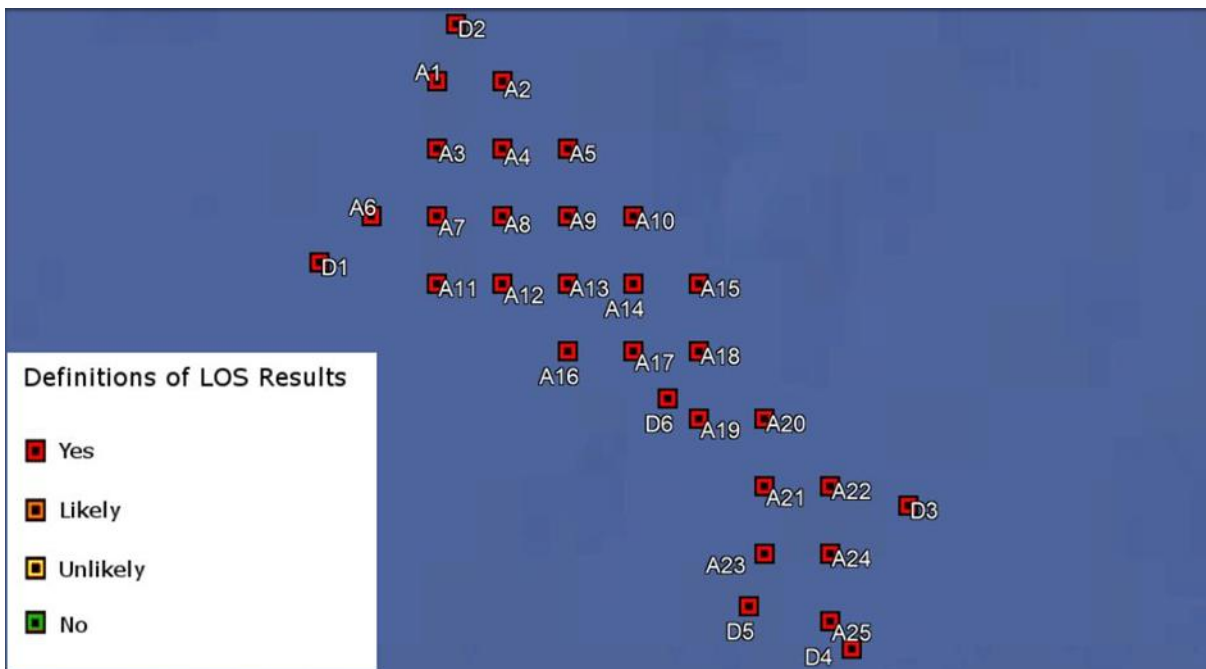 D2
A1
A2
A3
A4
A5
A6
A7
A8
A9
A10
D1
A11
A12
A13
A14
A15
A16
A17
A18
D6
A19
A20
A21
A22
D3
A23
A24
D5
A25
D4
Definitions of LOS Results
Yes
Likely
Unlikely
No